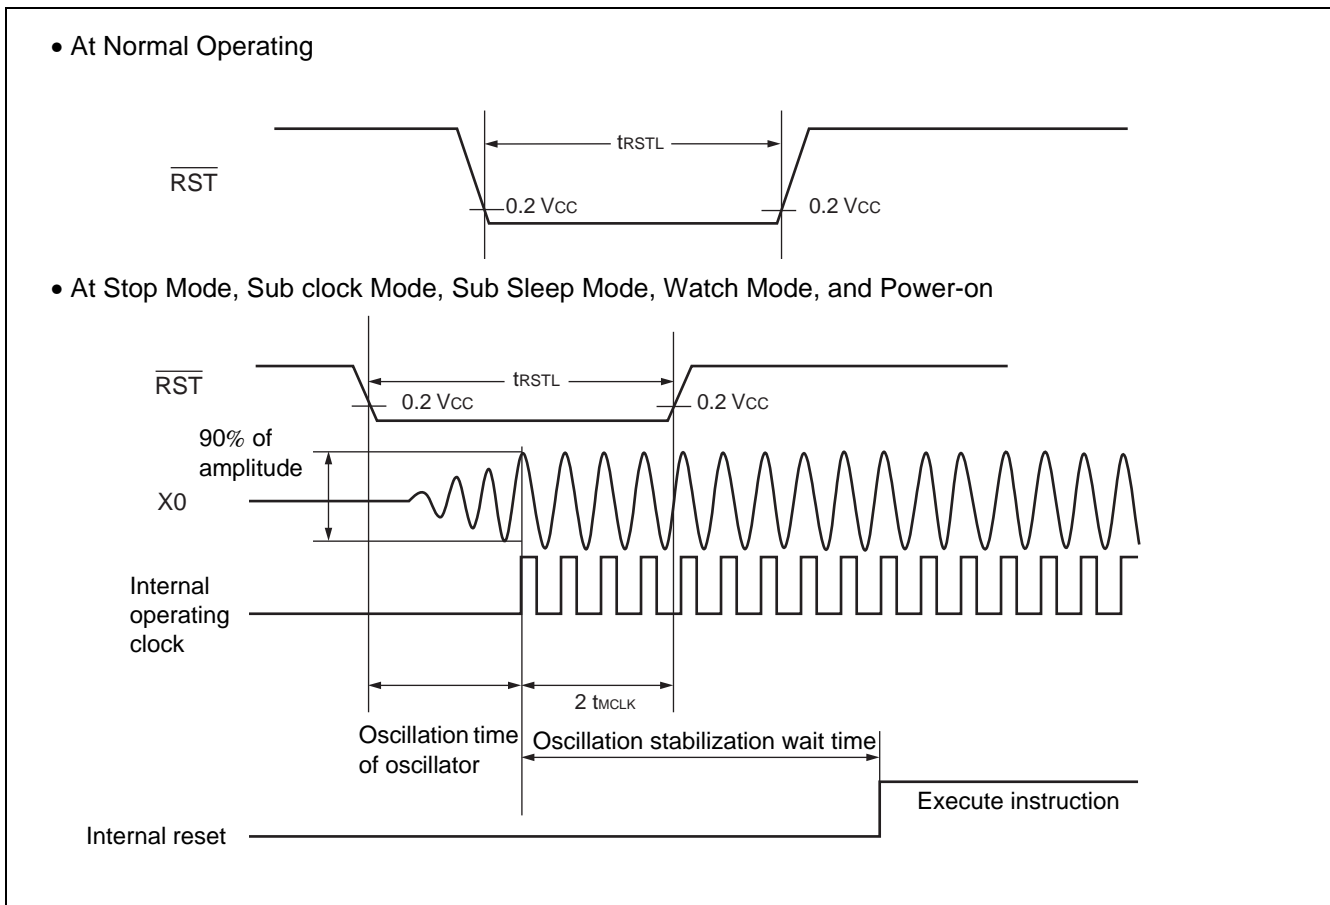 • At Normal Operating
tRSTL
RST
0.2 VCC
0.2 VCC
• At Stop Mode, Sub clock Mode, Sub Sleep Mode, Watch Mode, and Power-on
RST
tRSTL
0.2 VCC
0.2 VCC
90% of
amplitude
X0
Internal
operating
clock
2 tMCLK
Oscillation time
of oscillator
Oscillation stabilization wait time
Execute instruction
Internal reset